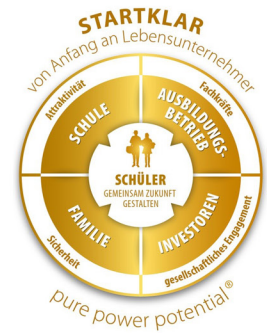 STARTKLAR
von Anfang an Lebensunternehmer
Attraktivität
Fachkräfte
SCHULE
AUSBILDUNGS-
BETRIEB
SCHÜLER
GEMEINSAM ZUKUNFT
GESTALTEN
FAMILIE
INVESTOREN
Sicherheit
gesellschaftliches Engagement
pure power potential®